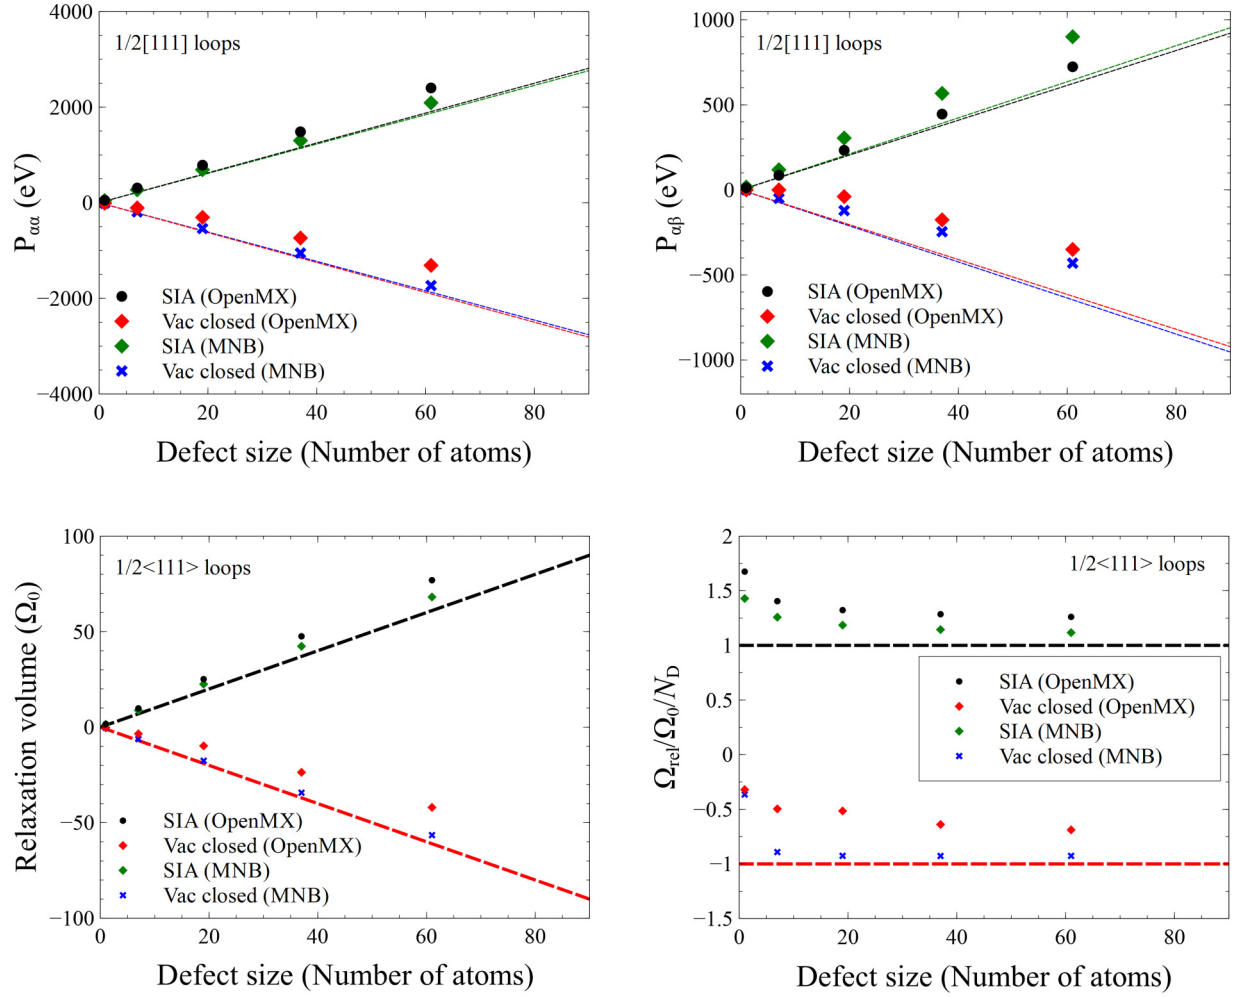 1/2[111] loops
4000
2000
0
−2000
−4000
P αα (eV)
SIA (OpenMX)
Vac closed (OpenMX)
SIA (MNB)
Vac closed (MNB)
0 20 40 60 80
Defect size (Number of atoms)
1/2[111] loops
1000
500
0
−500
−1000
P αβ (eV)
SIA (OpenMX)
Vac closed (OpenMX)
SIA (MNB)
Vac closed (MNB)
0 20 40 60 80
Defect size (Number of atoms)
1/2<111> loops
100
50
0
−50
−100
Relaxation volume (Ω0)
SIA (OpenMX)
Vac closed (OpenMX)
SIA (MNB)
Vac closed (MNB)
0 20 40 60 80
Defect size (Number of atoms)
1/2<111> loops
2
1.5
1
0.5
0
−0.5
−1
−1.5
Ωrel/Ω0/ND
SIA (OpenMX)
Vac closed (OpenMX)
SIA (MNB)
Vac closed (MNB)
0 20 40 60 80
Defect size (Number of atoms)